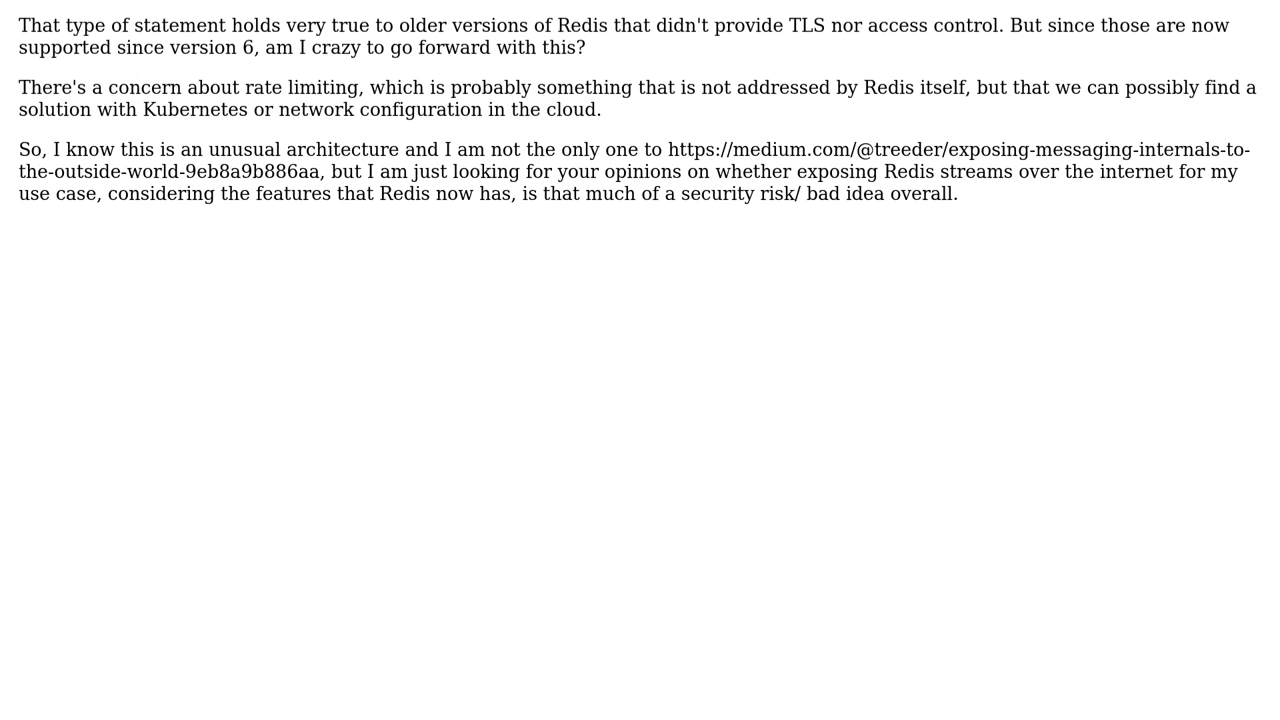 That type of statement holds very true to older versions of Redis that didn't provide TLS nor access control. But since those are now
supported since version 6, am I crazy to go forward with this?
There's a concern about rate limiting, which is probably something that is not addressed by Redis itself, but that we can possibly find a
solution with Kubernetes or network configuration in the cloud.
So, I know this is an unusual architecture and I am not the only one to https://medium.com/@treeder/exposing-messaging-internals-to-
the-outside-world-9eb8a9b886aa, but I am just looking for your opinions on whether exposing Redis streams over the internet for my
use case, considering the features that Redis now has, is that much of a security risk/ bad idea overall.